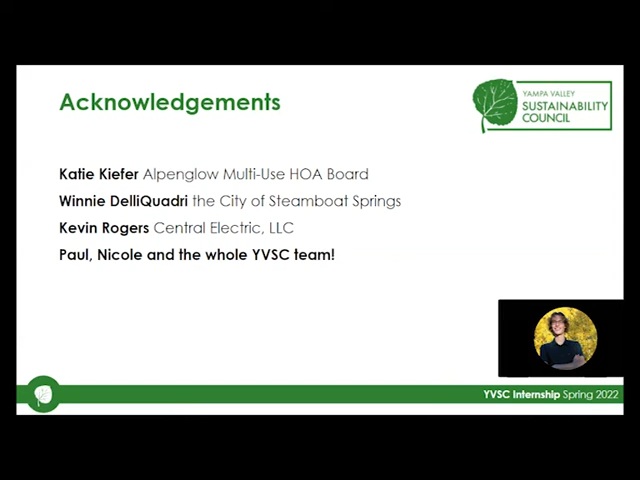 Acknowledgements
YAMPA VALLEY
SUSTAINABILITY
COUNCIL
Katie Kiefer Alpenglow Multi-Use HOA Board
Winnie DelliQuadri the City of Steamboat Springs
Kevin Rogers Central Electric, LLC
Paul, Nicole and the whole YVSC team!
YVSC Internship Spring 2022